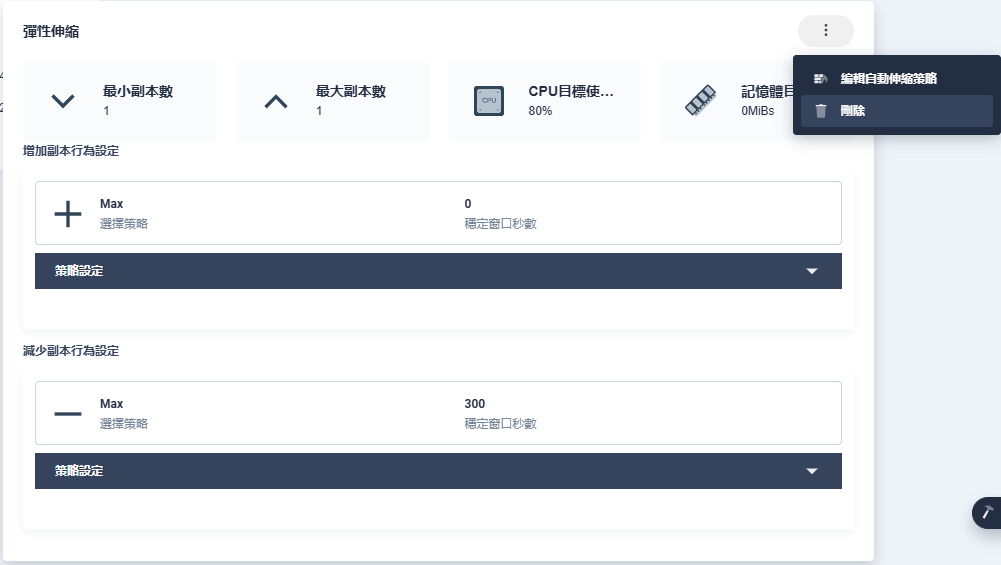 彈性伸縮
編輯自動伸縮策略
刪除
最小副本數
1
最大副本數
1
CPU
CPU目標使...
80%
記憶體目
0MiBs
增加副本行為設定
Max
選擇策略
0
穩定窗口秒數
策略設定
減少副本行為設定
Max
選擇策略
300
穩定窗口秒數
策略設定